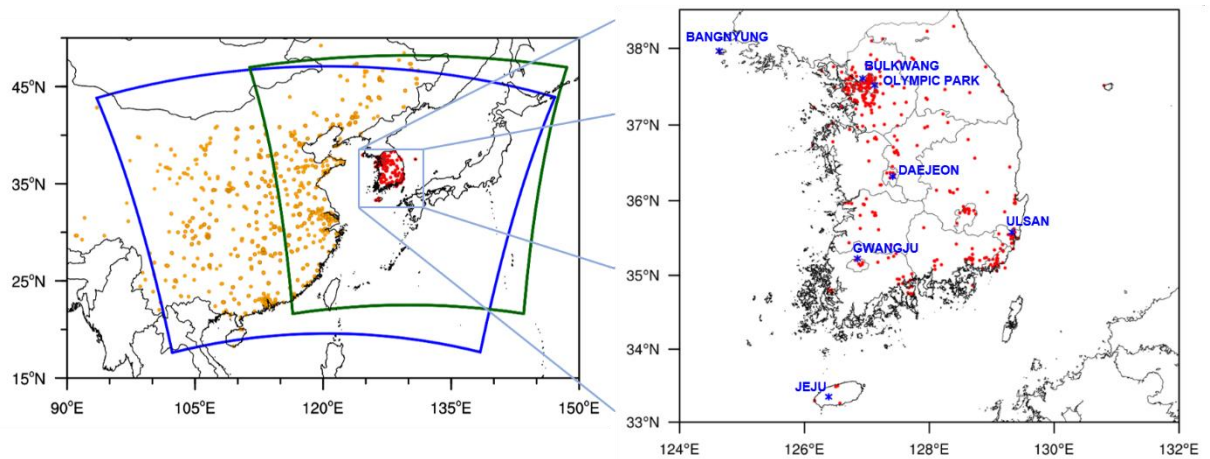 45°N
35°N
25°N
15°N
90°E
105°E
120°E
135°E
150°E
38°N
37°N
36°N
35°N
34°N
33°N
124°E
126°E
128°E
130°E
132°E
BANGNYUNG
BULKWANG
OLYMPIC PARK
DAEJEON
ULSAN
GWANGJU
JEJU